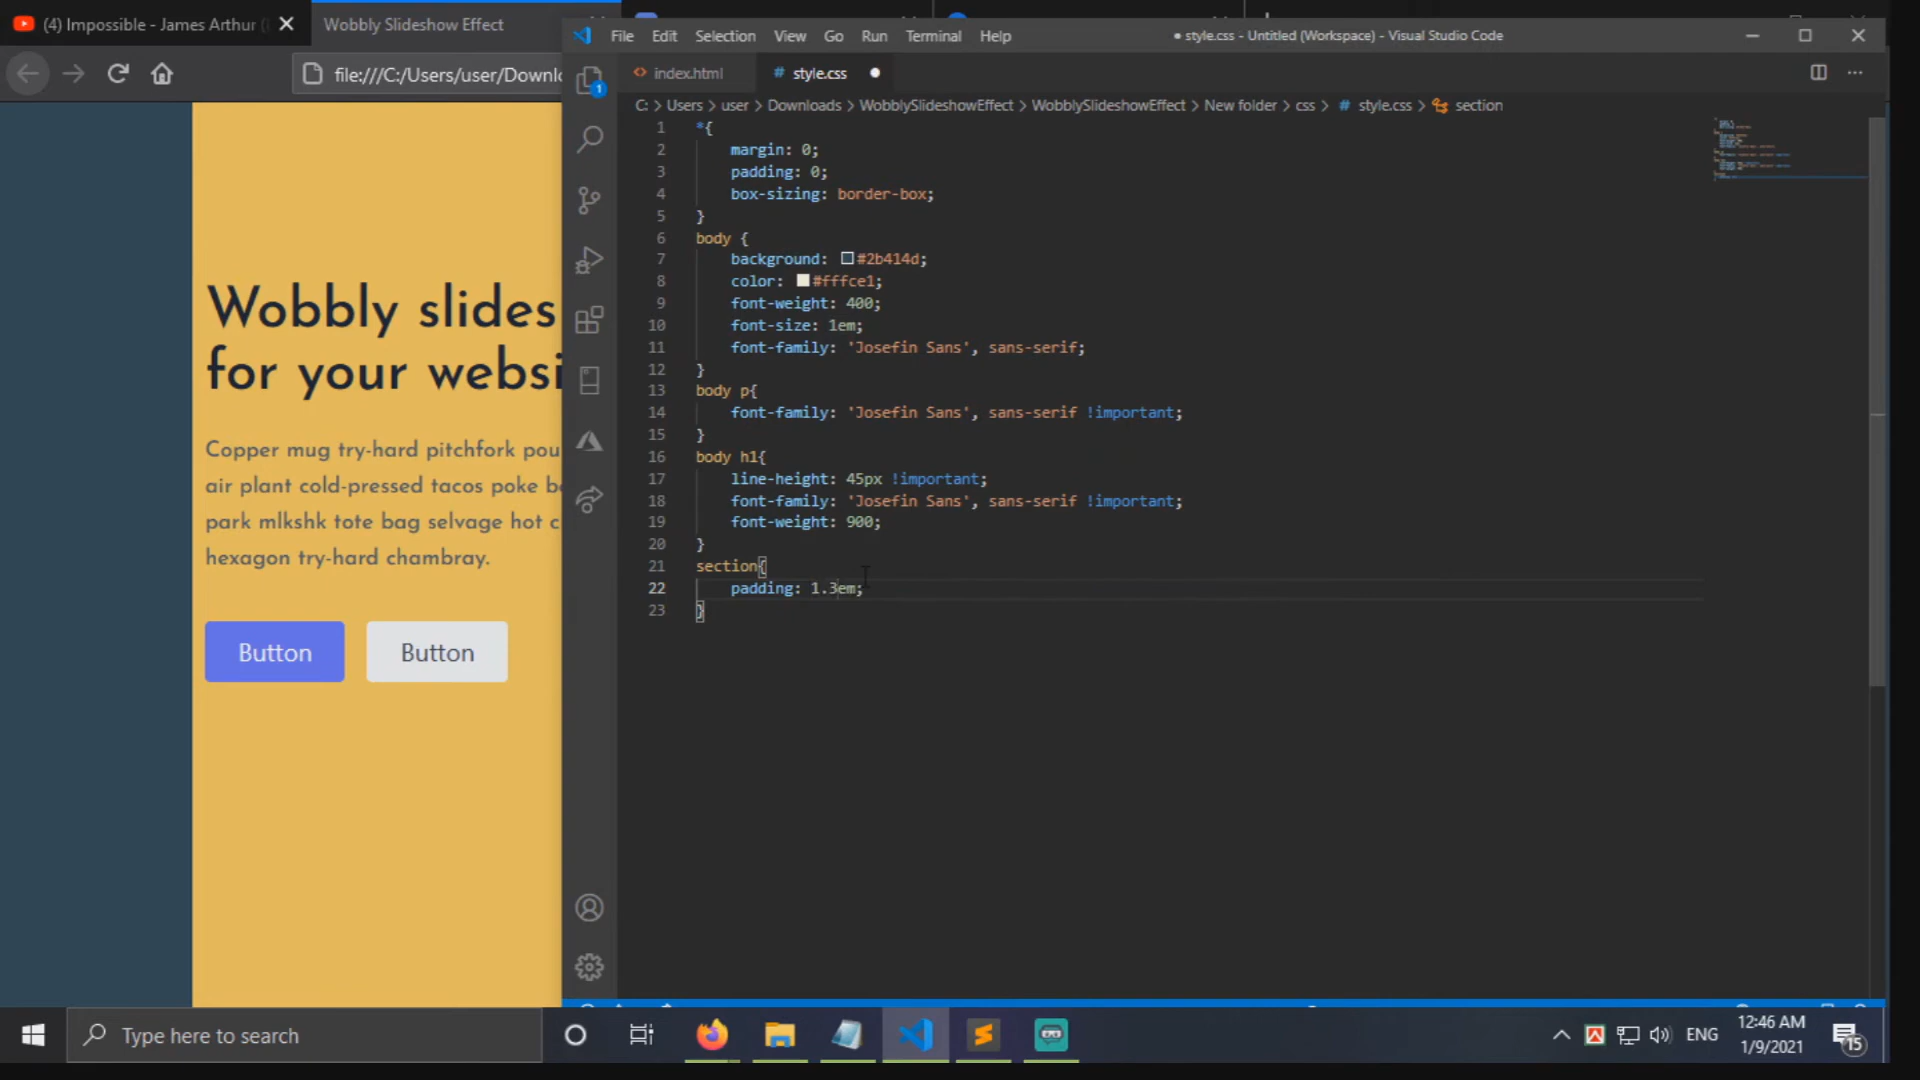 (4) Impossible - James Arthur (
Wobbly Slideshow Effect
file:///C:/Users/user/Downlo
Wobbly slides
for your websi
Copper mug try-hard pitchfork pou
air plant cold-pressed tacos poke be
park mlkshk tote bag selvage hot c
hexagon try-hard chambray.
Button Button
File Edit Selection View Go Run Terminal Help
● style.css - Untitled (Workspace) - Visual Studio Code
index.html
# style.css ●
C: > Users > user > Downloads > WobblySlideshowEffect > WobblySlideshowEffect > New folder > css > # style.css > section
1 *{
2 margin: 0;
3 padding: 0;
4 box-sizing: border-box;
5 }
6 body {
7 background: #2b414d;
8 color: #fffce1;
9 font-weight: 400;
10 font-size: 1em;
11 font-family: 'Josefin Sans', sans-serif;
12 }
13 body p{
14 font-family: 'Josefin Sans', sans-serif !important;
15 }
16 body h1{
17 line-height: 45px !important;
18 font-family: 'Josefin Sans', sans-serif !important;
19 font-weight: 900;
20 }
21 section{
22 padding: 1.3em;
23 }
1
Type here to search
ENG
12:46 AM
1/9/2021
15